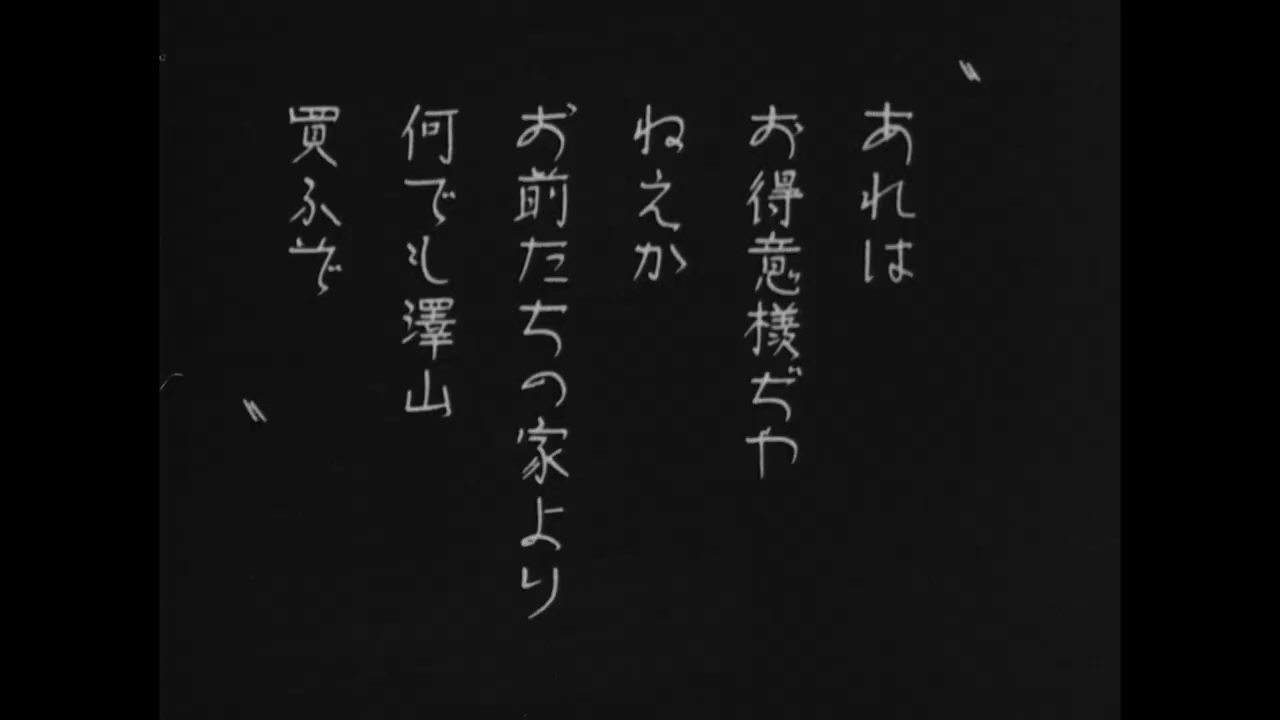 〝あれは
お得意様ぢや
ねえか
お前たちの家より
何でも澤山
買ふぞ〟